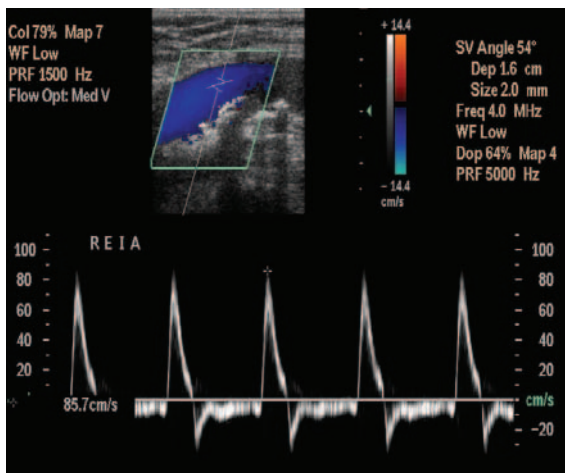 Col 79% Map 7
WF Low
PRF 1500 Hz
Flow Opt: Med V
+ 14.4
- 14.4
cm/s
SV Angle 54°
Dep 1.6 cm
Size 2.0 mm
Freq 4.0 MHz
WF Low
Dop 64% Map 4
PRF 5000 Hz
R E I A
100
80
60
40
20
85.7cm/s
100
80
60
40
20
cm/s
-20